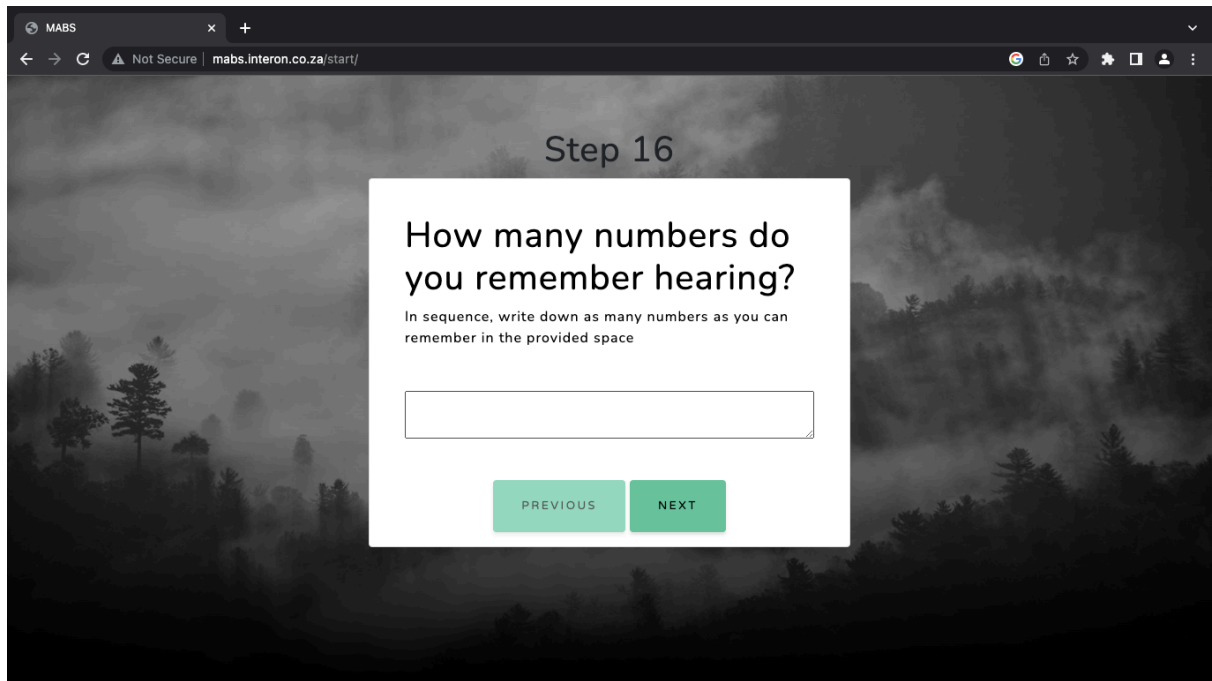 MABS
Not Secure | mabs.interon.co.za/start/
Step 16
How many numbers do
you remember hearing?
In sequence, write down as many numbers as you can
remember in the provided space
PREVIOUS NEXT